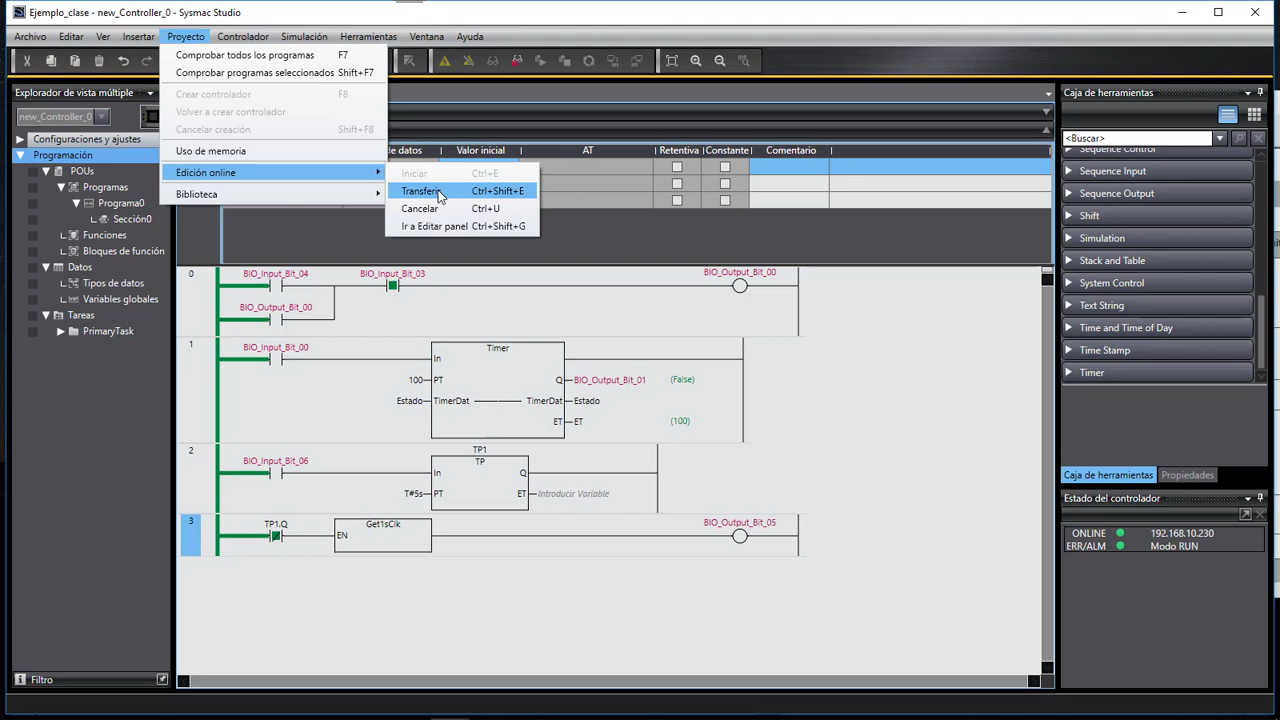 Ejemplo_clase - new_Controller_0 - Sysmac Studio
Archivo Editar Ver Insertar Proyecto Controlador Simulación Herramientas Ventana Ayuda
Comprobar todos los programas F7
Comprobar programas seleccionados Shift+F7
Crear controlador F8
Volver a crear controlador
Cancelar creación Shift+F8
Uso de memoria
Edición online
Biblioteca
Iniciar Ctrl+E
Transferir Ctrl+Shift+E
Cancelar Ctrl+U
Ir a Editar panel Ctrl+Shift+G
Explorador de vista múltiple
new_Controller_0
Configuraciones y ajustes
Programación
POUs
Programas
Programa0
Sección0
Funciones
Bloques de función
Datos
Tipos de datos
Variables globales
Tareas
PrimaryTask
Filtro
e datos Valor inicial AT Retentiva Constante Comentario
0
BIO_Input_Bit_04 BIO_Input_Bit_03 BIO_Output_Bit_00
BIO_Output_Bit_00
1
BIO_Input_Bit_00 Timer
In
100 PT Q BIO_Output_Bit_01 (False)
Estado TimerDat TimerDat Estado
ET ET (100)
2
TP1
BIO_Input_Bit_06 TP
In Q
T#5s PT ET Introducir Variable
3
TP1.Q Get1sClk BIO_Output_Bit_05
EN
Caja de herramientas
<Buscar>
Sequence Control
Sequence Input
Sequence Output
Shift
Simulation
Stack and Table
System Control
Text String
Time and Time of Day
Time Stamp
Timer
Caja de herramientas Propiedades
Estado del controlador
ONLINE 192.168.10.230
ERR/ALM Modo RUN